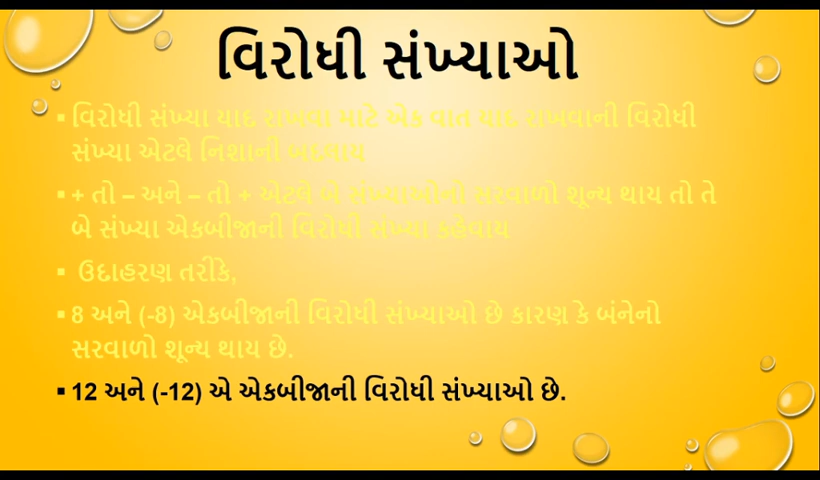 વિરોધી સંખ્યાઓ
▪ વિરોધી સંખ્યા યાદ રાખવા માટે એક વાત યાદ રાખવાની વિરોધી
સંખ્યા એટલે નિશાની બદલાય
▪ + તો – અને – તો + એટલે બે સંખ્યાઓનો સરવાળો શૂન્ય થાય તો તે
બે સંખ્યા એકબીજાની વિરોધી સંખ્યા કહેવાય
▪ ઉદાહરણ તરીકે,
▪ 8 અને (-8) એકબીજાની વિરોધી સંખ્યાઓ છે કારણ કે બંનેનો
સરવાળો શૂન્ય થાય છે.
▪ 12 અને (-12) એ એકબીજાની વિરોધી સંખ્યાઓ છે.